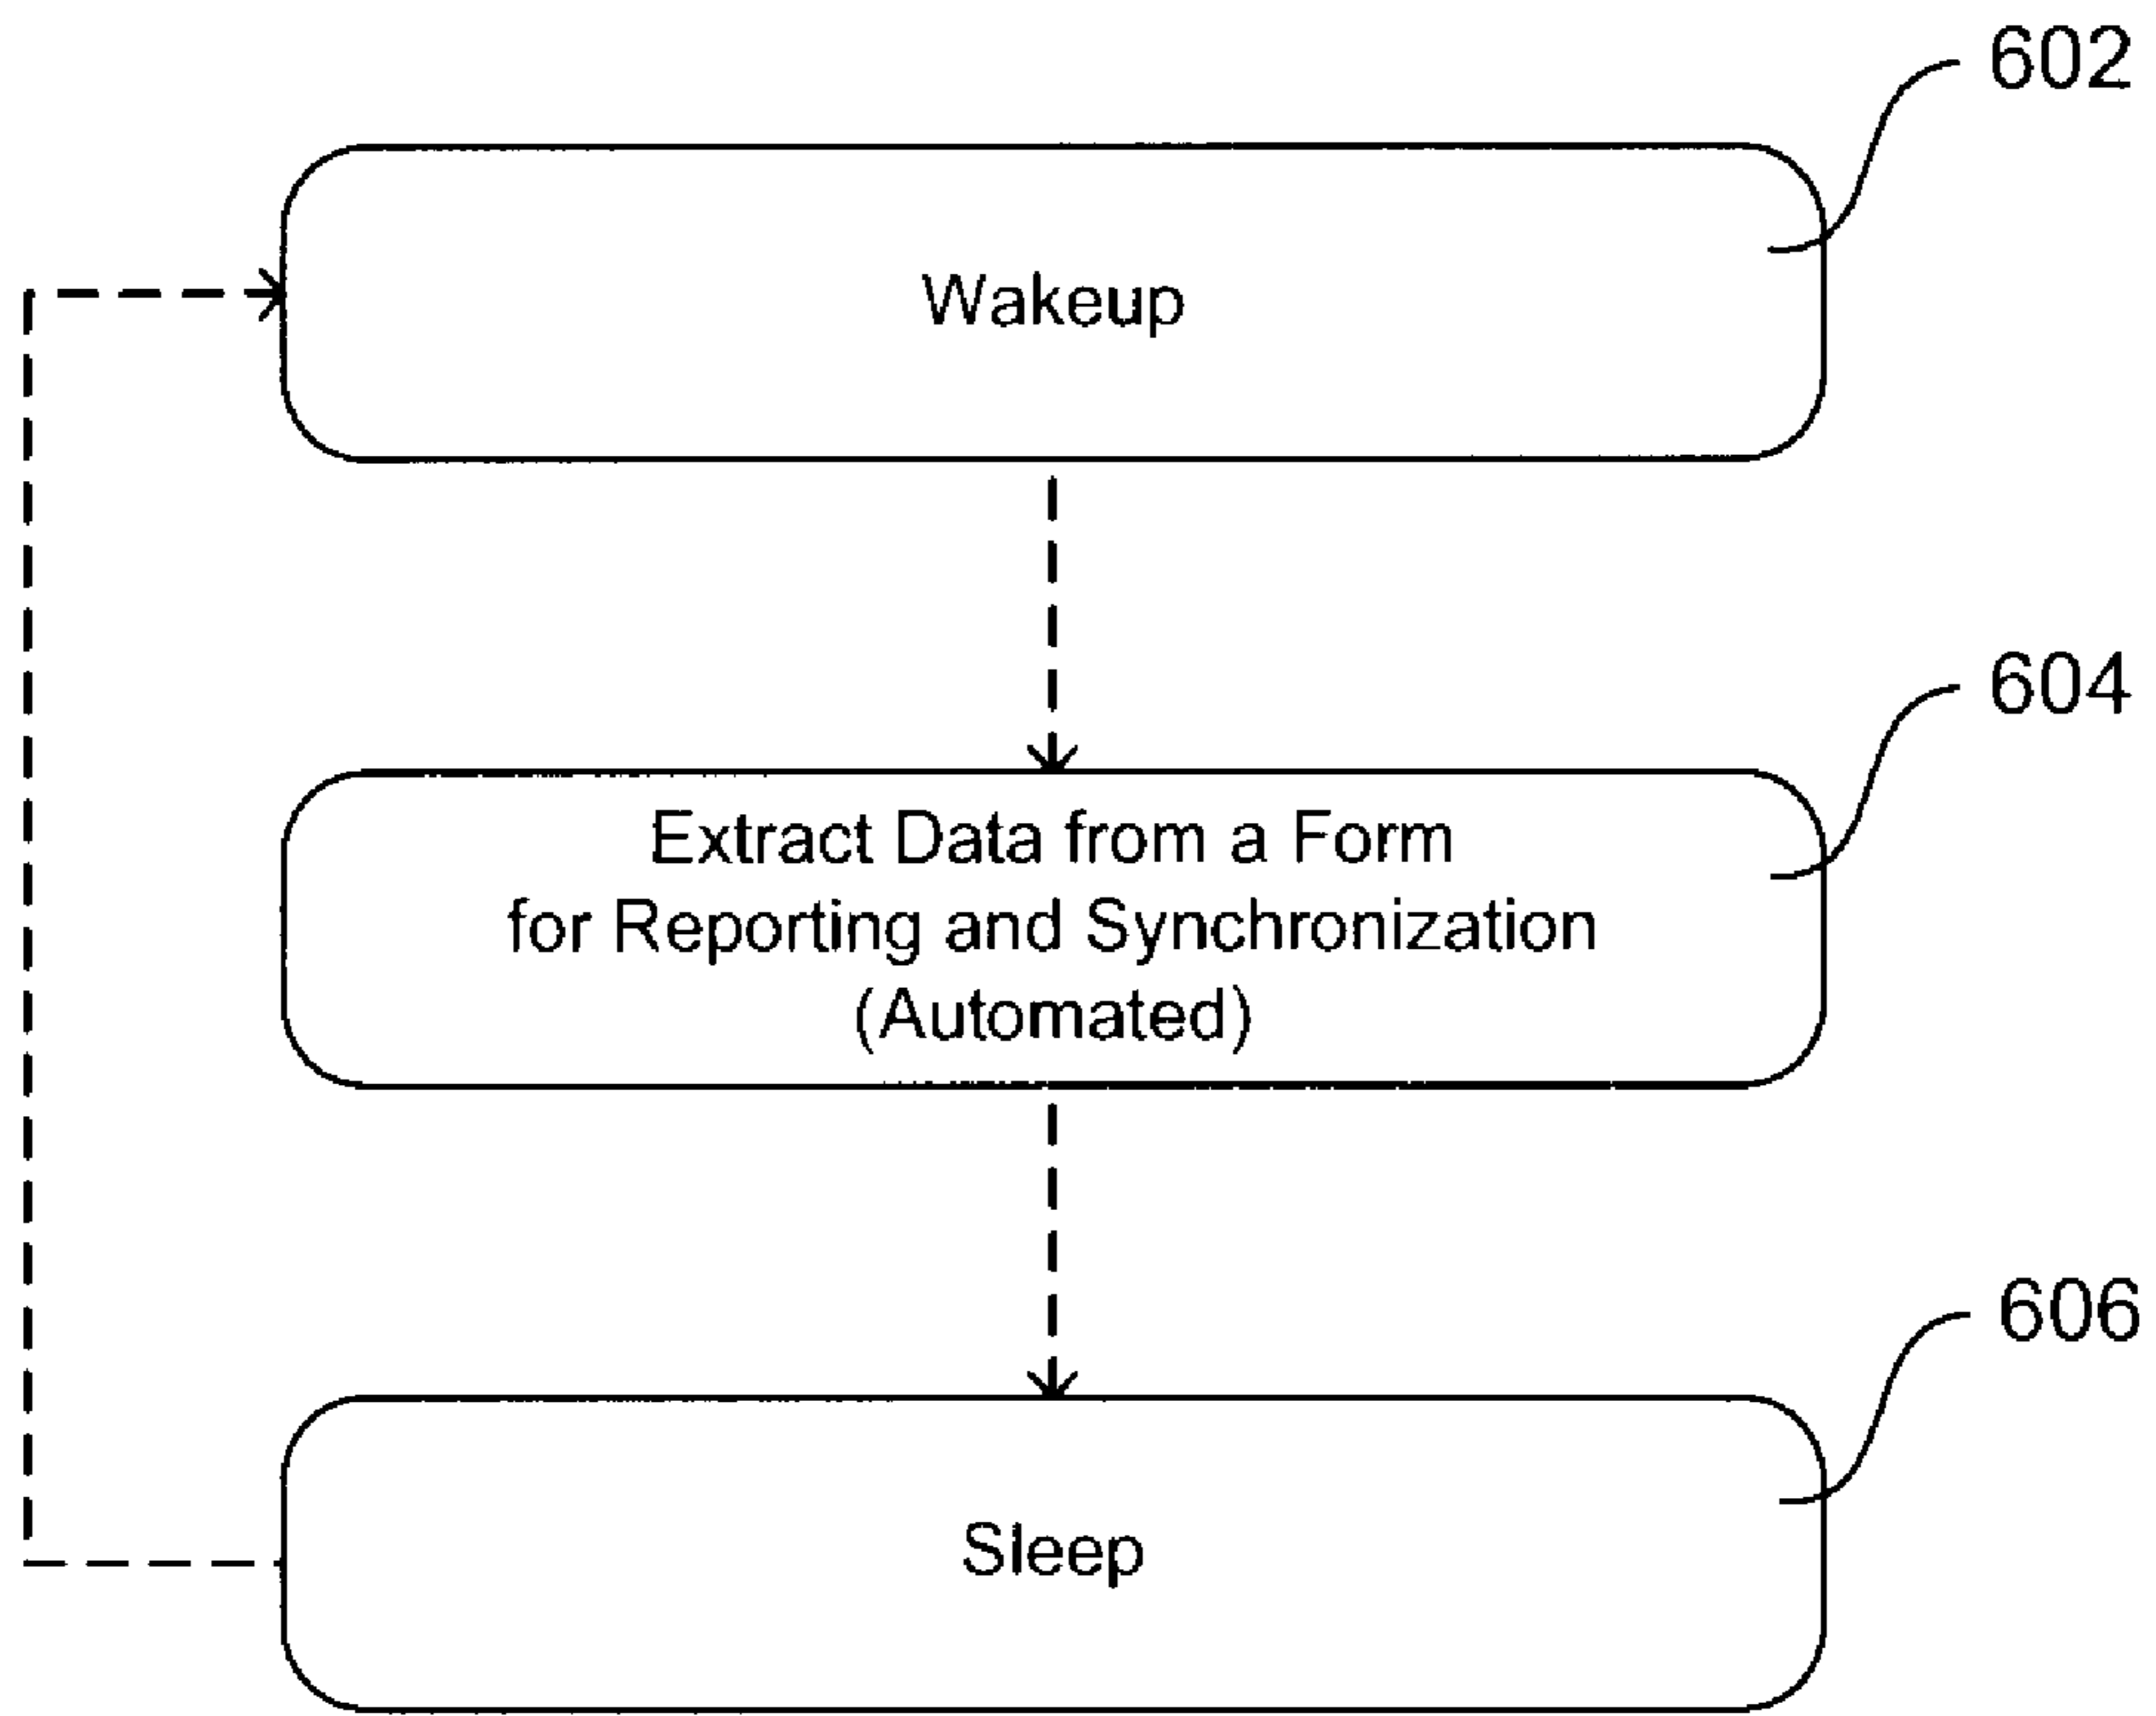 602
Wakeup
604
Extract Data from a Form
for Reporting and Synchronization
(Automated)
606
Sleep